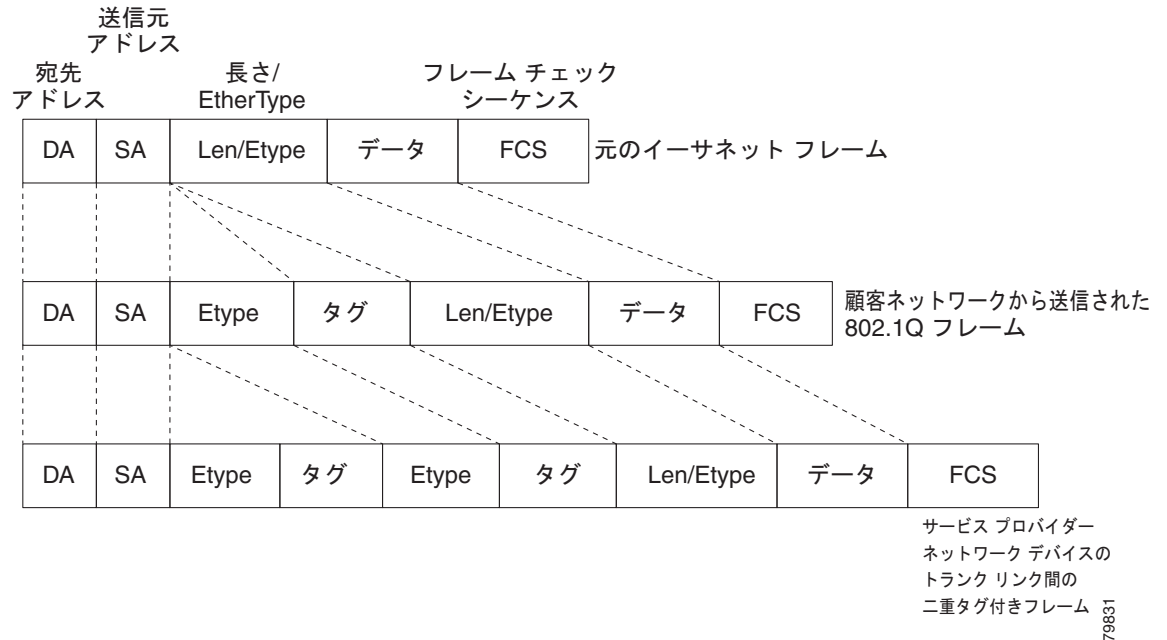 送信元
アドレス
宛先
アドレス
長さ/
EtherType
フレーム チェック
シーケンス
DA SA Len/Etype データ FCS 元のイーサネット フレーム
DA SA Etype タグ Len/Etype データ FCS 顧客ネットワークから送信された
802.1Q フレーム
DA SA Etype タグ Etype タグ Len/Etype データ FCS
サービス プロバイダー
ネットワーク デバイスの
トランク リンク間の
二重タグ付きフレーム
79831